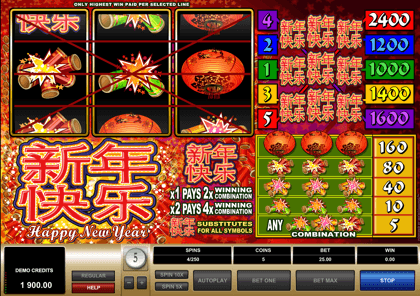 ONLY HIGHEST WIN PAID PER SELECTED LINE
快乐
4 新年快乐 2400
2 新年快乐 1200
1 新年快乐 1000
3 新年快乐 1400
5 新年快乐 1600
新年
快乐
Happy New Year
新年
快乐
x1 PAYS 2x WINNING COMBINATION
x2 PAYS 4x WINNING COMBINATION
新年快乐 SUBSTITUTES FOR ALL SYMBOLS
160
80
40
10
ANY 5
COMBINATION
DEMO CREDITS
1 900.00
REGULAR
HELP
5
SPINS
4/250
COINS
5
BET
25.00
WIN
0.00
SPIN 10X
SPIN 5X
AUTOPLAY
BET ONE
BET MAX
STOP